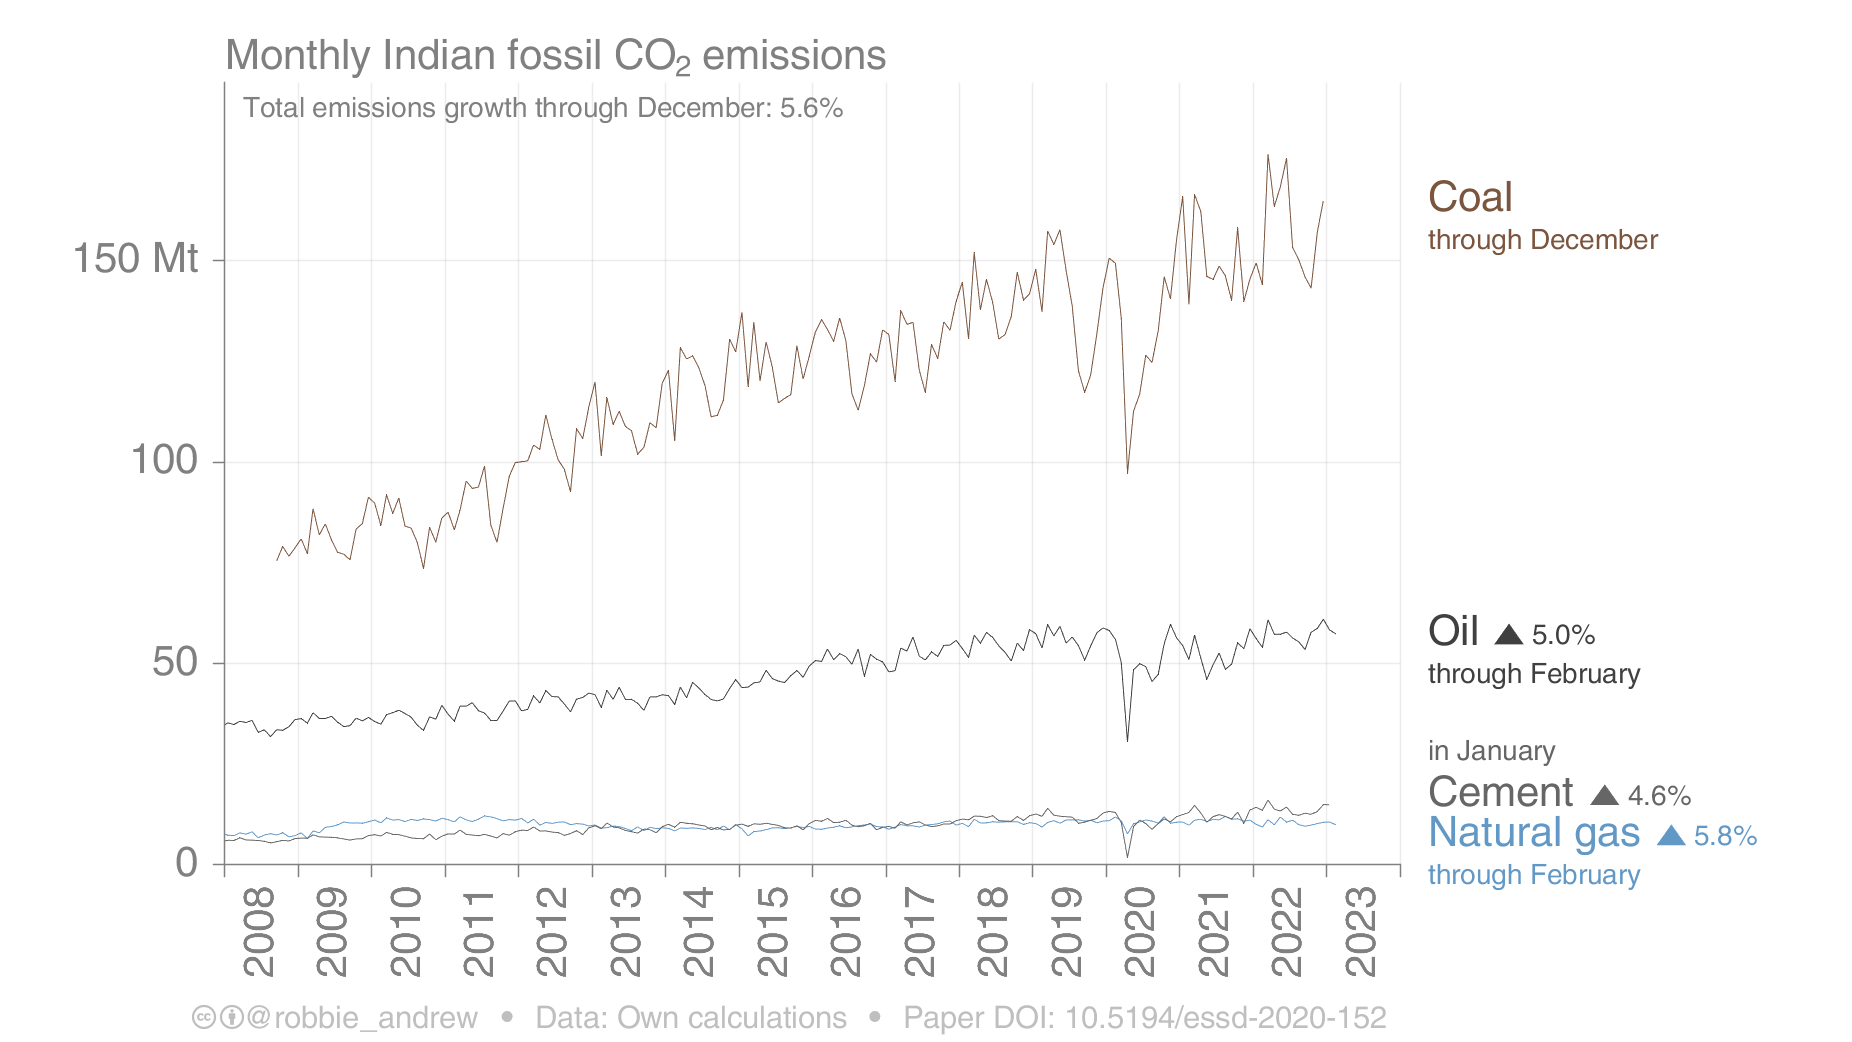 Monthly Indian fossil CO₂ emissions
Total emissions growth through December: 5.6%
150 Mt
100
50
0
Coal
through December
Oil ▲ 5.0%
through February
in January
Cement ▲ 4.6%
Natural gas ▲ 5.8%
through February
2008
2009
2010
2011
2012
2013
2014
2015
2016
2017
2018
2019
2020
2021
2022
2023
@robbie_andrew • Data: Own calculations • Paper DOI: 10.5194/essd-2020-152